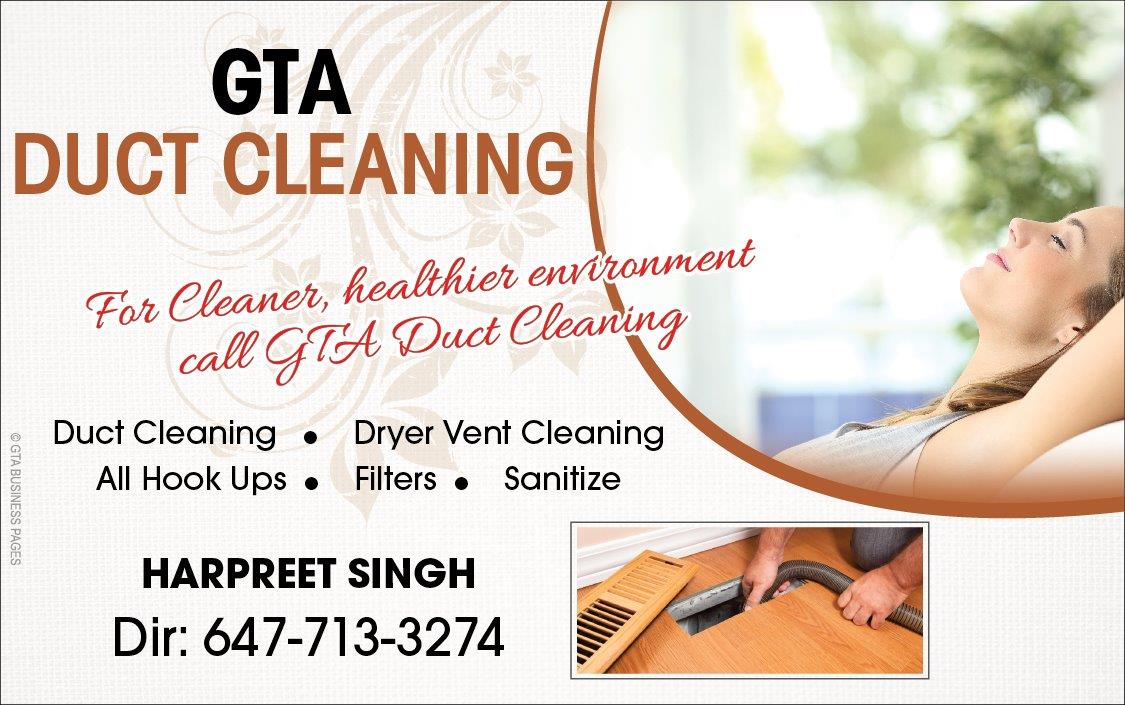 GTA
DUCT CLEANING
For Cleaner, healthier environment
call GTA Duct Cleaning
Duct Cleaning • Dryer Vent Cleaning
All Hook Ups • Filters • Sanitize
HARPREET SINGH
Dir: 647-713-3274
© GTA BUSINESS PAGES